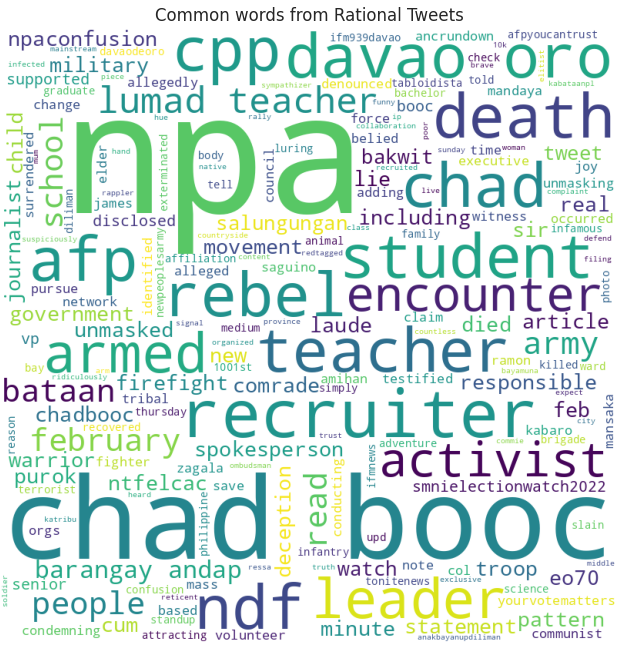 Common words from Rational Tweets
npaconfusion
cpp
davao
oro
ifm939davao
ancrundown
afpyoucantrust
mainstream
davaodeoro
check
10k
elitist
brave
infected
piece
military
supported
allegedly
denounced
tabloidista
told
sympathizer
mandaya
kabataanpl
graduate
change
lumad teacher
funny
bachelor
booc
death
hue
rally
ip
collaboration
force
belied
poor
sunday
woman
npa
child
school
surrendered
mum
elder
hand
exterminated
body
native
tell
council
luring
bakwit
time
executive
tweet
joy
recruited
lie
adding
live
chad
unmasking
complaint
rappler
james
diliman
disclosed
salungungan
including
witness
real
occurred
infamous
defend
filing
journalist
suspiciously
newpeoplesarmy
countryside
movement
animal
class
redtagged
family
sir
afp
affiliation
content
alleged
saguino
student
photo
pursue
network
identified
rebel
encounter
government
signal
province
medium
laude
claim
countless
died
article
vp
unmasked
organized
new
army
bay
armed
1001st
teacher
ramon
killed
ward
bayamuna
ridiculously
arm
amihan
testified
responsible
bataan
firefight
comrade
simply
expect
tribal
thursday
recruiter
feb
city
mansaka
chadbooc
trust
kabaro
reason
recovered
february
adventure
brigade
commie
warrior
fighter
spokesperson
activist
purok
zagala
ombudsman
ifmnews
terrorist
ntfelcac
save
heard
deception
read
conducting
smnielectionwatch2022
chad booc
orgs
katribu
philippine
upd
slain
barangay andap
infantry
watch
note
col
troop
eo70
middle
senior
confusion
mass
ressa
truth
tonitenews
exclusive
science
yourvotematters
soldier
people
based
reticent
ndf
leader
standup
minute
statement
pattern
condemning
cum
attracting
volunteer
anakbayanupdiliman
communist